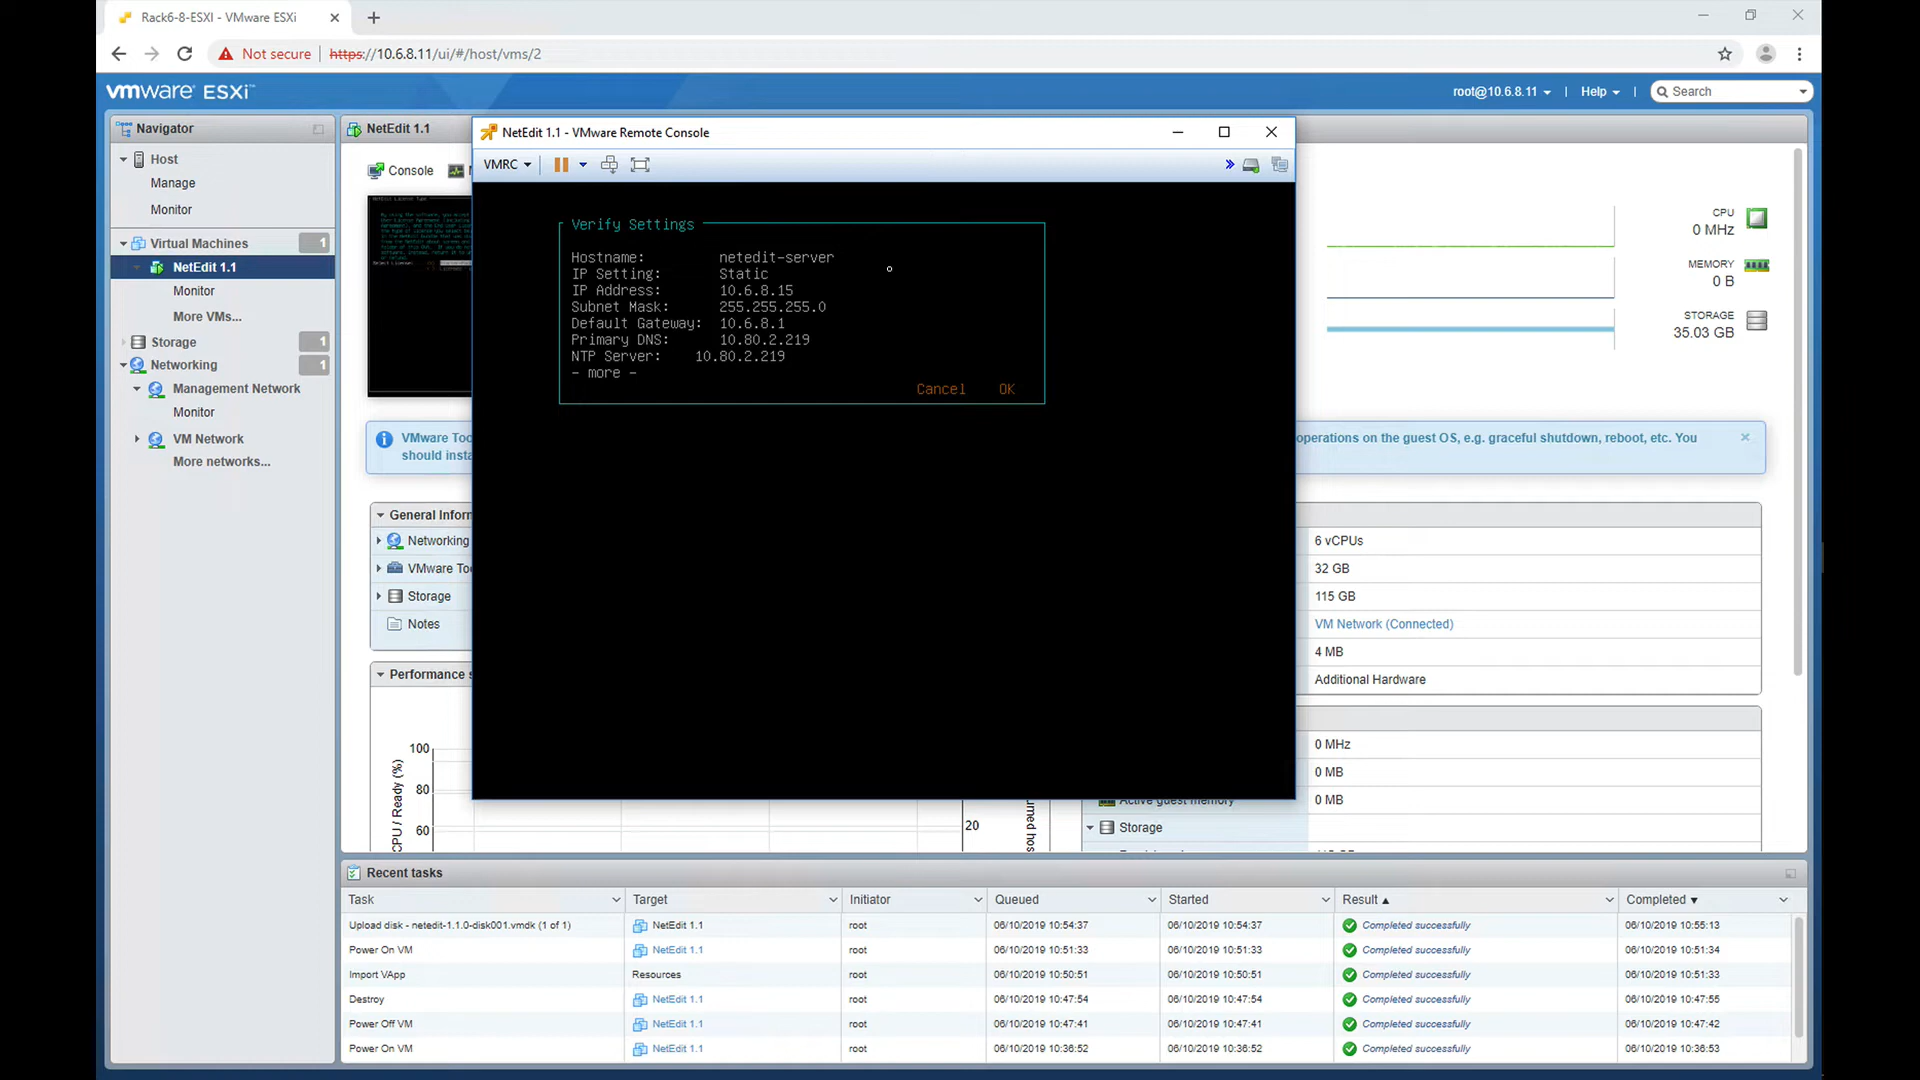 Rack6-8-ESXI - VMware ESXi
Not secure | https://10.6.8.11/ui/#/host/vms/2
vmware ESXi
root@10.6.8.11 | Help | Search
Navigator
Host
Manage
Monitor
Virtual Machines 1
NetEdit 1.1
Monitor
More VMs...
Storage 1
Networking 1
Management Network
Monitor
VM Network
More networks...
NetEdit 1.1
Console
NetEdit 1.1 - VMware Remote Console
VMRC
Verify Settings
Hostname: netedit-server
IP Setting: Static
IP Address: 10.6.8.15
Subnet Mask: 255.255.255.0
Default Gateway: 10.6.8.1
Primary DNS: 10.80.2.219
NTP Server: 10.80.2.219
- more -
Cancel OK
CPU
0 MHz
MEMORY
0 B
STORAGE
35.03 GB
VMware Too
operations on the guest OS, e.g. graceful shutdown, reboot, etc. You
should insta
General Inforn
Networking
VMware Too
Storage
Notes
6 vCPUs
32 GB
115 GB
VM Network (Connected)
4 MB
Additional Hardware
Performance s
100
80
60
CPU / Ready (%)
20
umed hos
0 MHz
0 MB
Active guest memory 0 MB
Storage
Recent tasks
Task Target Initiator Queued Started Result Completed
Upload disk - netedit-1.1.0-disk001.vmdk (1 of 1) NetEdit 1.1 root 06/10/2019 10:54:37 06/10/2019 10:54:37 Completed successfully 06/10/2019 10:55:13
Power On VM NetEdit 1.1 root 06/10/2019 10:51:33 06/10/2019 10:51:33 Completed successfully 06/10/2019 10:51:34
Import VApp Resources root 06/10/2019 10:50:51 06/10/2019 10:50:51 Completed successfully 06/10/2019 10:51:33
Destroy NetEdit 1.1 root 06/10/2019 10:47:54 06/10/2019 10:47:54 Completed successfully 06/10/2019 10:47:55
Power Off VM NetEdit 1.1 root 06/10/2019 10:47:41 06/10/2019 10:47:41 Completed successfully 06/10/2019 10:47:42
Power On VM NetEdit 1.1 root 06/10/2019 10:36:52 06/10/2019 10:36:52 Completed successfully 06/10/2019 10:36:53